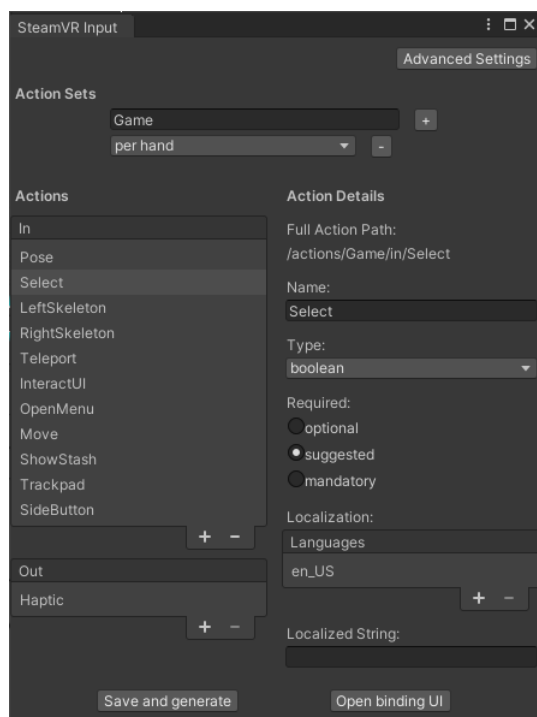 SteamVR Input
Advanced Settings
Action Sets
Game
+
per hand
-
Actions
In
Pose
Select
LeftSkeleton
RightSkeleton
Teleport
InteractUI
OpenMenu
Move
ShowStash
Trackpad
SideButton
+ -
Out
Haptic
+ -
Action Details
Full Action Path:
/actions/Game/in/Select
Name:
Select
Type:
boolean
Required:
optional
suggested
mandatory
Localization:
Languages
en_US
+ -
Localized String:
Save and generate
Open binding UI